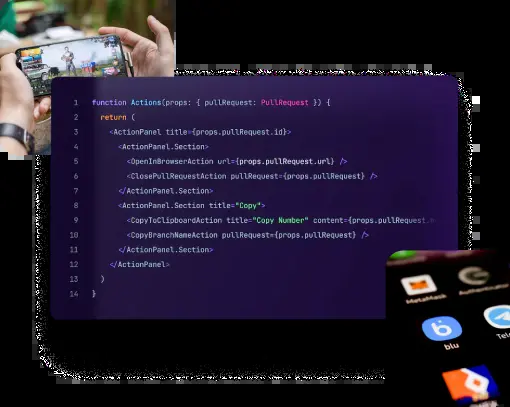 1 function Actions(props: { pullRequest: PullRequest }) {
2 return (
3 <ActionPanel title={props.pullRequest.id}>
4 <ActionPanel.Section>
5 <OpenInBrowserAction url={props.pullRequest.url} />
6 <ClosePullRequestAction pullRequest={props.pullRequest} />
7 </ActionPanel.Section>
8 <ActionPanel.Section title="Copy">
9 <CopyToClipboardAction title="Copy Number" content={props.pullRequest.
10 <CopyBranchNameAction pullRequest={props.pullRequest} />
11 </ActionPanel.Section>
12 </ActionPanel>
13 )
14 }
MetaMask Authenticator
blu Tele